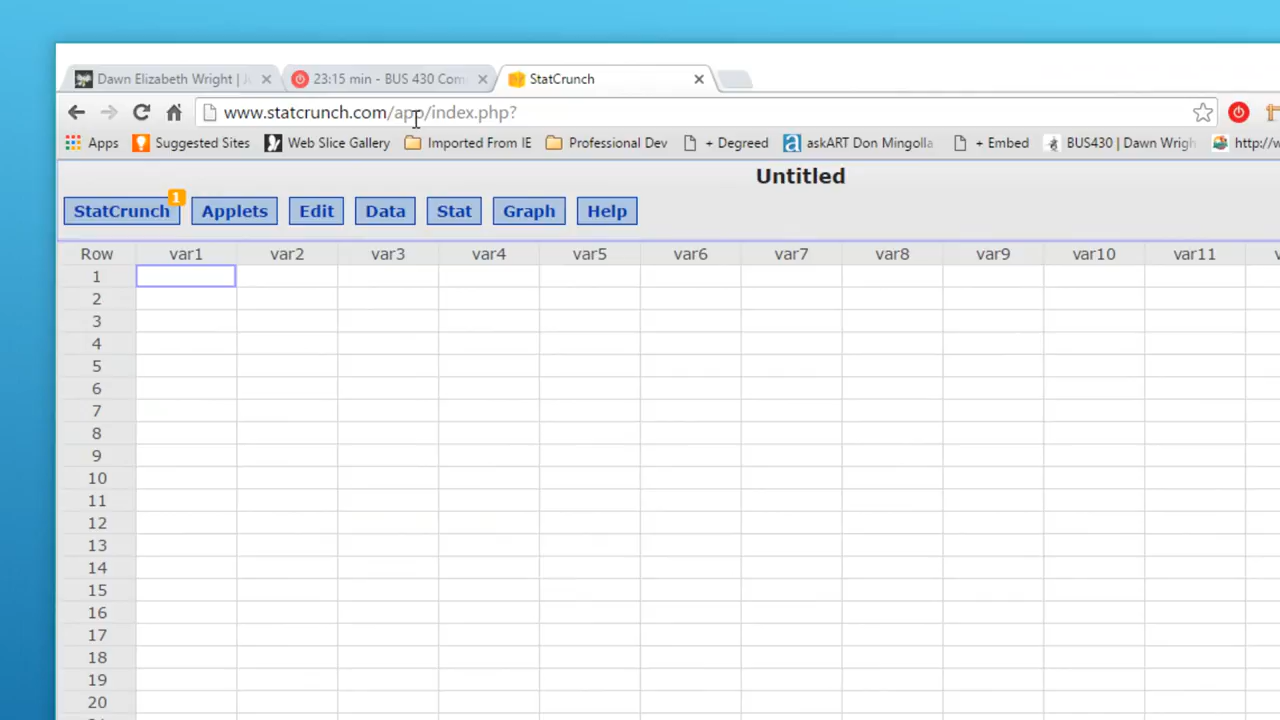 Dawn Elizabeth Wright |
23:15 min - BUS 430 Com
StatCrunch
www.statcrunch.com/app/index.php?
Apps Suggested Sites Web Slice Gallery Imported From IE Professional Dev + Degreed askART Don Mingolla + Embed BUS430 | Dawn Wrigh http://w
Untitled
StatCrunch 1 Applets Edit Data Stat Graph Help
Row var1 var2 var3 var4 var5 var6 var7 var8 var9 var10 var11
1
2
3
4
5
6
7
8
9
10
11
12
13
14
15
16
17
18
19
20